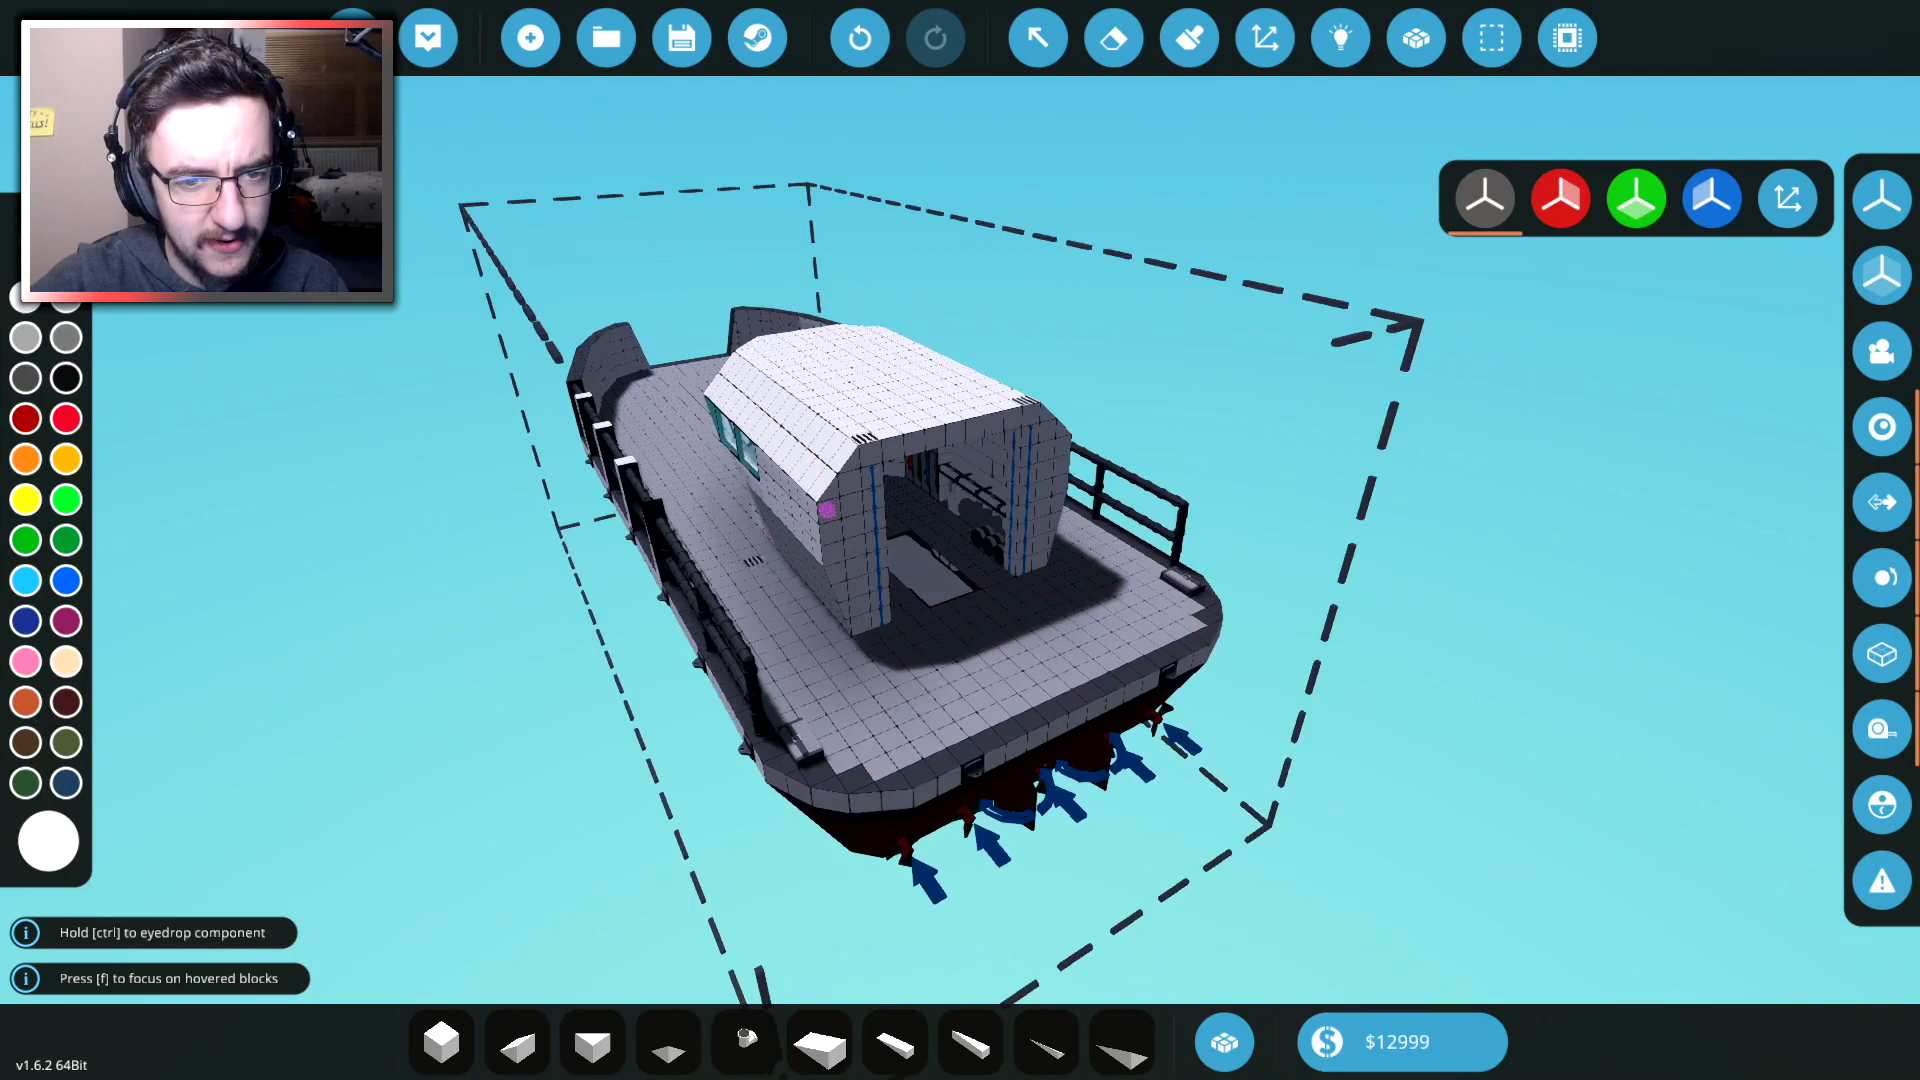 Hold [ctrl] to eyedrop component
Press [f] to focus on hovered blocks
$12999
v1.6.2 64Bit